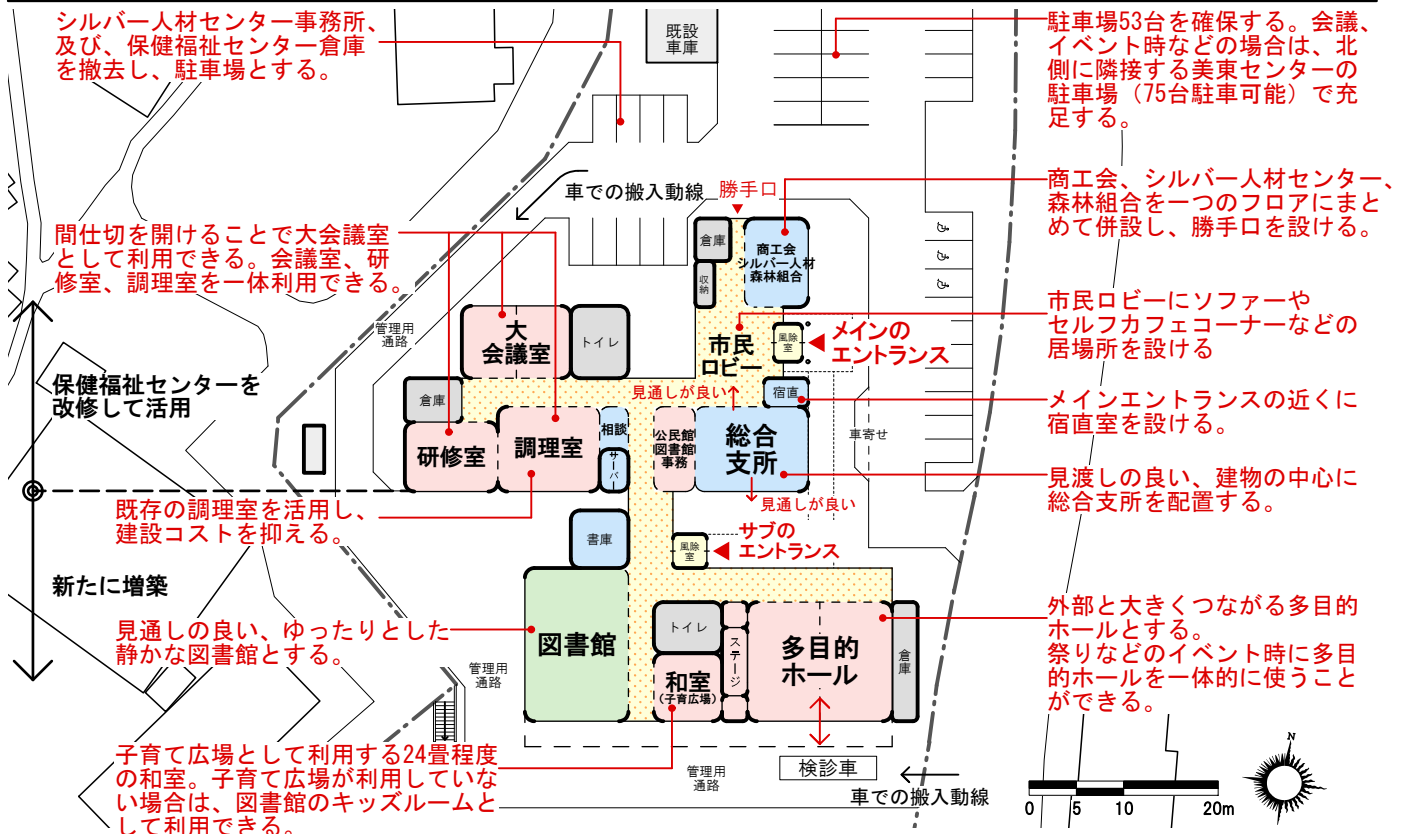 シルバー人材センター事務所、
及び、保健福祉センター倉庫
を撤去し、駐車場とする。
既設
車庫
駐車場53台を確保する。会議、
イベント時などの場合は、北
側に隣接する美東センターの
駐車場（75台駐車可能）で充
足する。
車での搬入動線
勝手口
商工会、シルバー人材センター、
森林組合を一つのフロアにまと
めて併設し、勝手口を設ける。
間仕切を開けることで大会議室
として利用できる。会議室、研
修室、調理室を一体利用できる。
倉庫
商工会
シルバー人材
森林組合
収納
市民ロビーにソファーや
セルフカフェコーナーなどの
居場所を設ける
管理用
通路
大
会議室
トイレ
市民
ロビー
風除
室
メインの
エントランス
保健福祉センターを
改修して活用
倉庫
見通しが良い
宿直
メインエントランスの近くに
宿直室を設ける。
研修室
調理室
相談
サーバー
公民館
図書館
事務
総合
支所
車寄せ
見渡しの良い、建物の中心に
総合支所を配置する。
見通しが良い
既存の調理室を活用し、
建設コストを抑える。
書庫
風除
室
サブの
エントランス
新たに増築
見通しの良い、ゆったりとした
静かな図書館とする。
図書館
トイレ
ステージ
多目的
ホール
倉庫
外部と大きくつながる多目的
ホールとする。
祭りなどのイベント時に多目
的ホールを一体的に使うこと
ができる。
管理用
通路
和室
(子育広場)
子育て広場として利用する24畳程度
の和室。子育て広場が利用していな
い場合は、図書館のキッズルームと
して利用できる。
管理用
通路
検診車
車での搬入動線
N
0 5 10 20m